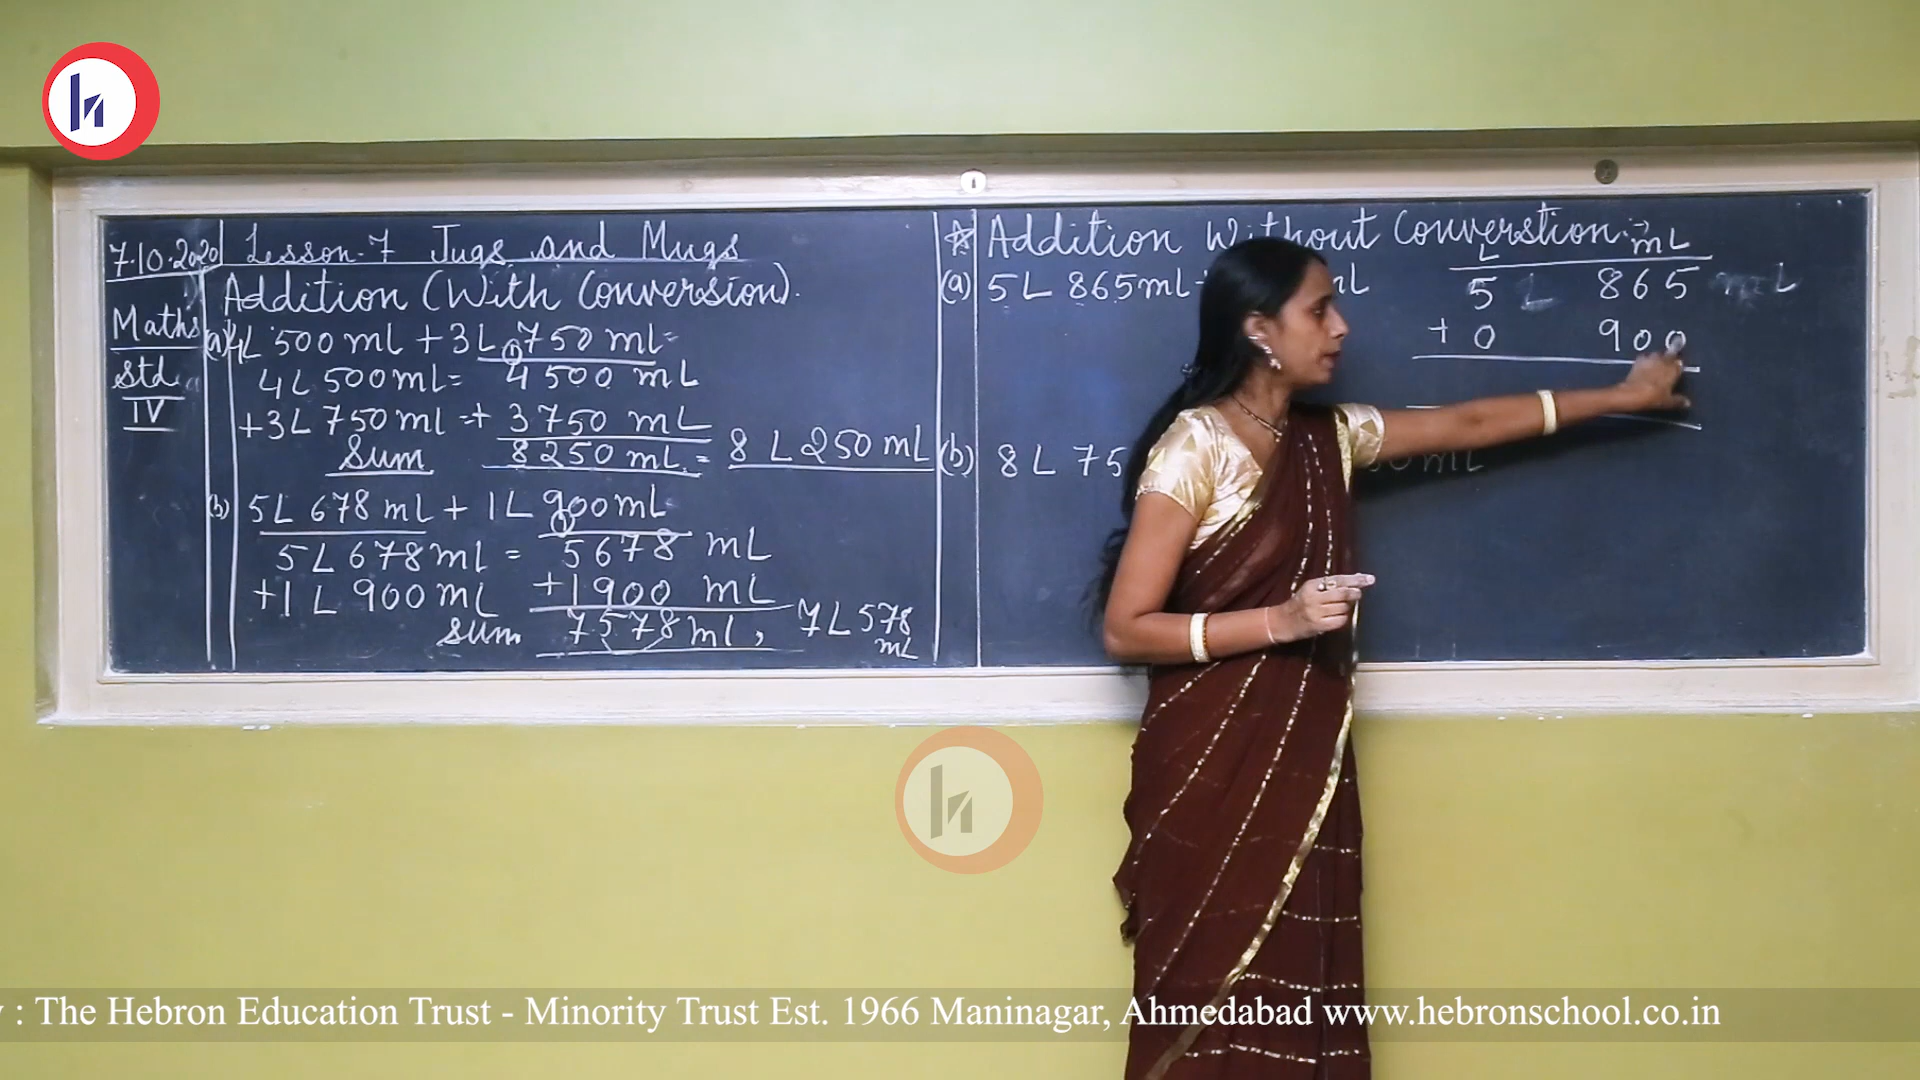 7.10.2020 Lesson-7 Jugs and Mugs
Maths
Std
IV
Addition (With Conversion).
(a) 4L 500 ml + 3L 750 ml =
4L 500ml = 4500 mL
+3L 750 ml = + 3750 mL
Sum 8250 mL = 8 L 250 mL
(b) 5L 678 ml + 1L 900ml
5L 678ml = 5678 mL
+1 L 900 mL +1900 mL
Sum 7578 ml, 7L 578 mL
Addition Without Converstion:-
(a) 5L 865ml
L mL
5 L 865 mL
+ 0 900
(b) 8 L 75
: The Hebron Education Trust - Minority Trust Est. 1966 Maninagar, Ahmedabad www.hebronschool.co.in